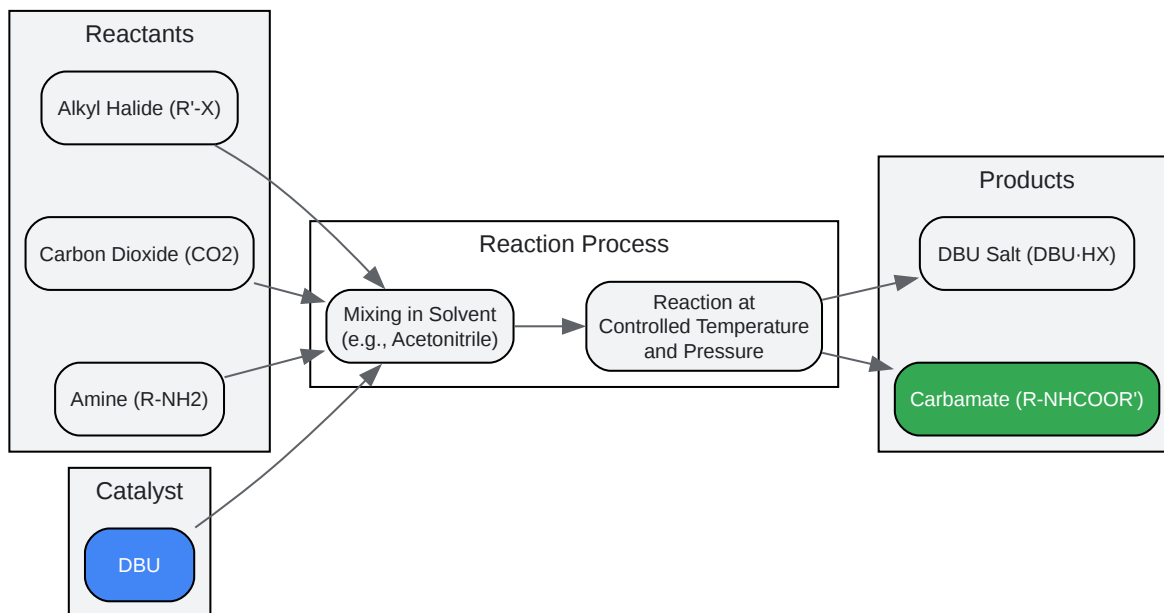 Reactants
Alkyl Halide (R'-X)
Carbon Dioxide (CO2)
Amine (R-NH2)
Catalyst
DBU
Reaction Process
Mixing in Solvent
(e.g., Acetonitrile)
Reaction at
Controlled Temperature
and Pressure
Products
DBU Salt (DBU·HX)
Carbamate (R-NHCOOR')